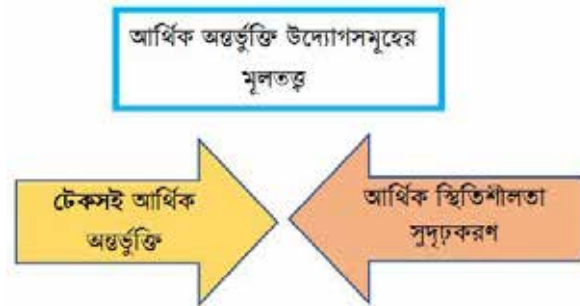 আর্থিক অন্তর্ভুক্তি উদ্যোগসমূহের
মূলতত্ত্ব
টেকসই আর্থিক
অন্তর্ভুক্তি
আর্থিক স্থিতিশীলতা
সুদৃঢ়করণ